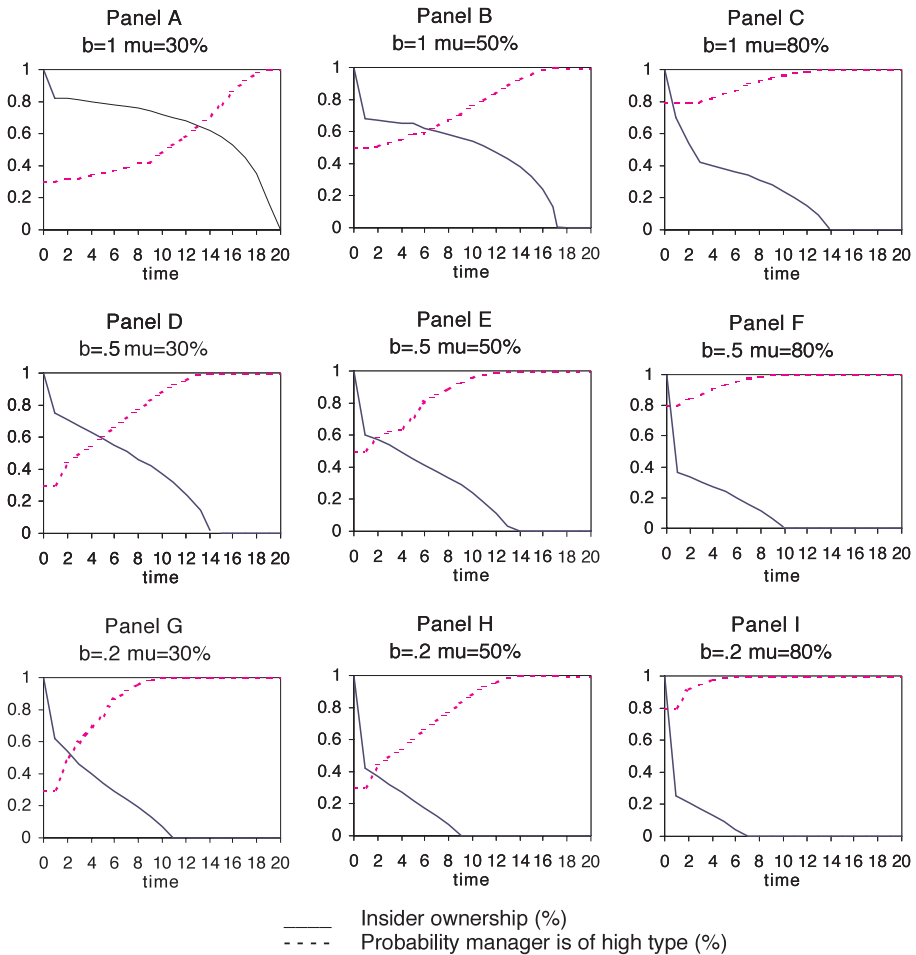 Panel A
b=1 mu=30%
1
0.8
0.6
0.4
0.2
0
0 2 4 6 8 10 12 14 16 18 20
time
Panel B
b=1 mu=50%
1
0.8
0.6
0.4
0.2
0
0 2 4 6 8 10 12 14 16 18 20
time
Panel C
b=1 mu=80%
1
0.8
0.6
0.4
0.2
0
0 2 4 6 8 10 12 14 16 18 20
time
Panel D
b=.5 mu=30%
1
0.8
0.6
0.4
0.2
0
0 2 4 6 8 10 12 14 16 18 20
time
Panel E
b=.5 mu=50%
1
0.8
0.6
0.4
0.2
0
0 2 4 6 8 10 12 14 16 18 20
time
Panel F
b=.5 mu=80%
1
0.8
0.6
0.4
0.2
0
0 2 4 6 8 10 12 14 16 18 20
time
Panel G
b=.2 mu=30%
1
0.8
0.6
0.4
0.2
0
0 2 4 6 8 10 12 14 16 18 20
time
Panel H
b=.2 mu=50%
1
0.8
0.6
0.4
0.2
0
0 2 4 6 8 10 12 14 16 18 20
time
Panel I
b=.2 mu=80%
1
0.8
0.6
0.4
0.2
0
0 2 4 6 8 10 12 14 16 18 20
time
Insider ownership (%)
Probability manager is of high type (%)